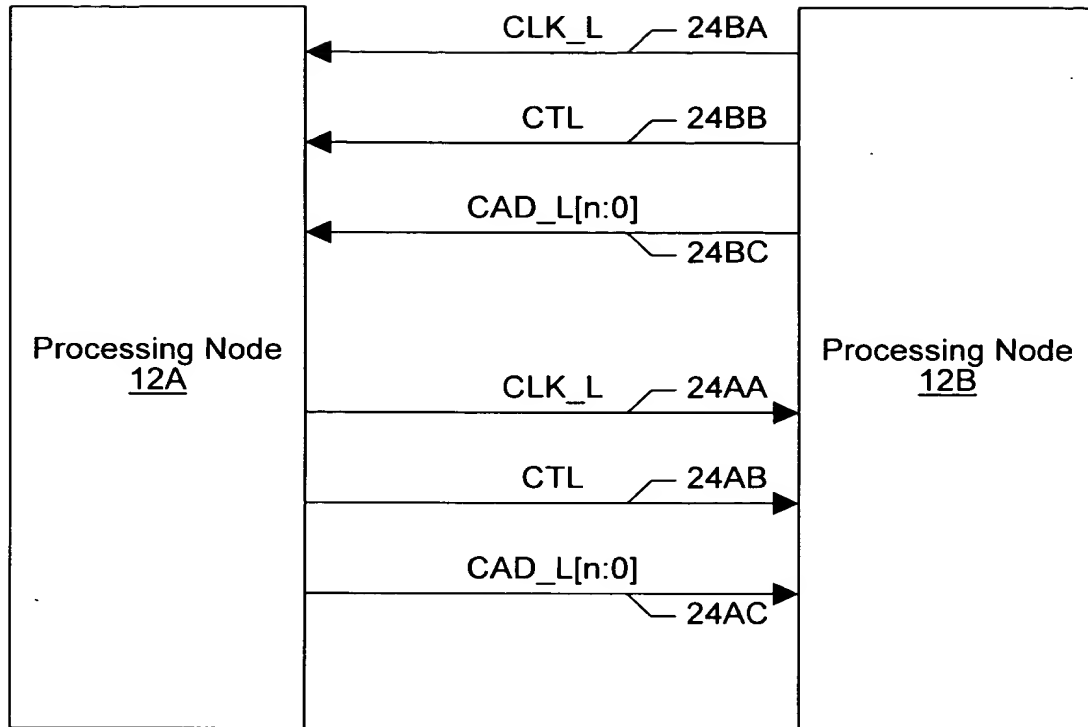 CLK_L 24BA
CTL 24BB
CAD_L[n:0]
24BC
Processing Node
12A
Processing Node
12B
CLK_L 24AA
CTL 24AB
CAD_L[n:0]
24AC